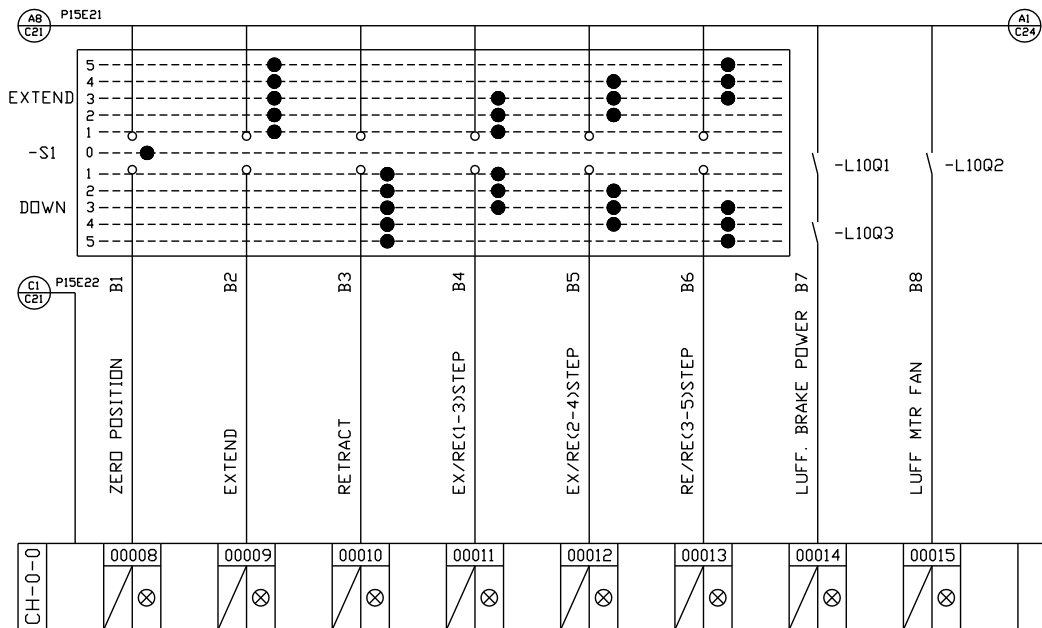 A8 P15E21 A1
C21 C24
5
4
EXTEND 3
2
1
-S1 0
1 -L10Q1 -L10Q2
2
DOWN 3
4 -L10Q3
5
C1 P15E22 B1 B2 B3 B4 B5 B6 B7 B8
C21
ZERO POSITION
EXTEND
RETRACT
EX/RE(1-3)STEP
EX/RE(2-4)STEP
RE/RE(3-5)STEP
LUFF. BRAKE POWER
LUFF MTR FAN
CH-0-0
00008 00009 00010 00011 00012 00013 00014 00015